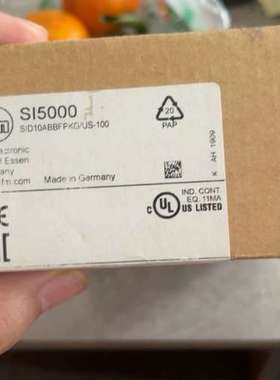 SI5000
SID10ABBFPKG/US-100
ectronic
Essen
any
fm.com
Made in Germany
20
PAP
K AH 1909
IND. CONT.
EQ. 11MA
c UL US LISTED